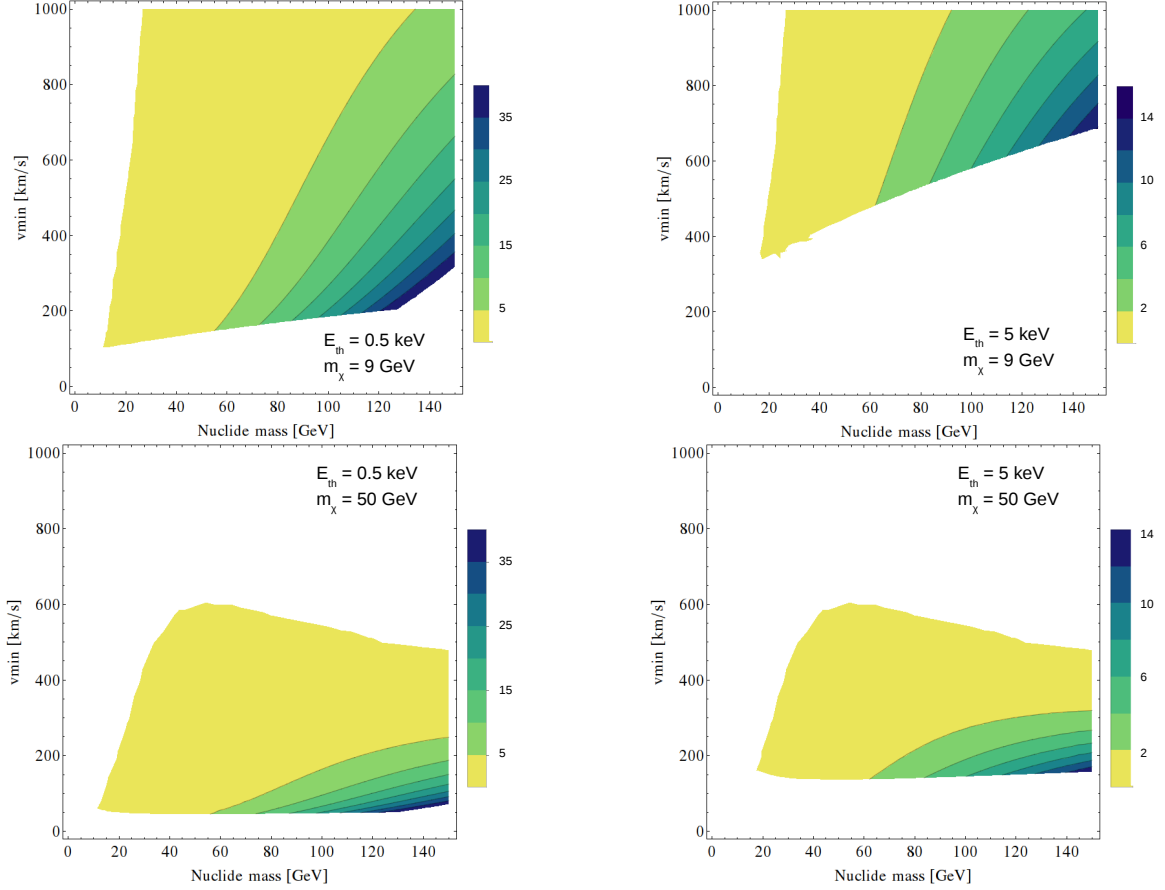 1000
800
600
400
200
0
vmin [km/s]
0 20 40 60 80 100 120 140
Nuclide mass [GeV]
E_th = 0.5 keV
m_χ = 9 GeV
35
25
15
5
1000
800
600
400
200
0
vmin [km/s]
0 20 40 60 80 100 120 140
Nuclide mass [GeV]
E_th = 5 keV
m_χ = 9 GeV
14
10
6
2
1000
800
600
400
200
0
vmin [km/s]
0 20 40 60 80 100 120 140
Nuclide mass [GeV]
E_th = 0.5 keV
m_χ = 50 GeV
35
25
15
5
1000
800
600
400
200
0
vmin [km/s]
0 20 40 60 80 100 120 140
Nuclide mass [GeV]
E_th = 5 keV
m_χ = 50 GeV
14
10
6
2